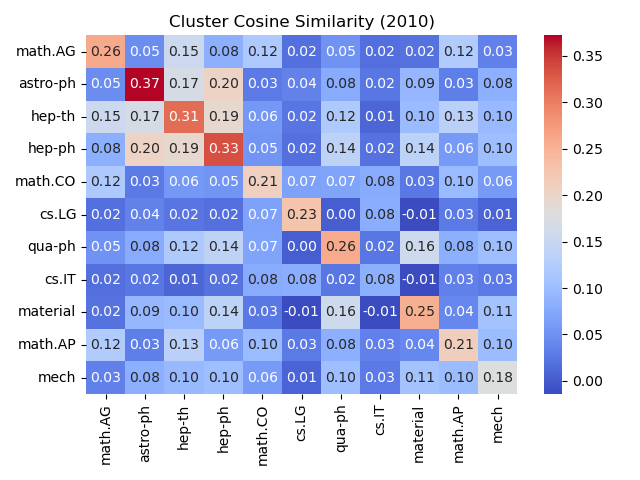 Cluster Cosine Similarity (2010)
math.AG 0.26 0.05 0.15 0.08 0.12 0.02 0.05 0.02 0.02 0.12 0.03
astro-ph 0.05 0.37 0.17 0.20 0.03 0.04 0.08 0.02 0.09 0.03 0.08
hep-th 0.15 0.17 0.31 0.19 0.06 0.02 0.12 0.01 0.10 0.13 0.10
hep-ph 0.08 0.20 0.19 0.33 0.05 0.02 0.14 0.02 0.14 0.06 0.10
math.CO 0.12 0.03 0.06 0.05 0.21 0.07 0.07 0.08 0.03 0.10 0.06
cs.LG 0.02 0.04 0.02 0.02 0.07 0.23 0.00 0.08 -0.01 0.03 0.01
qua-ph 0.05 0.08 0.12 0.14 0.07 0.00 0.26 0.02 0.16 0.08 0.10
cs.IT 0.02 0.02 0.01 0.02 0.08 0.08 0.02 0.08 -0.01 0.03 0.03
material 0.02 0.09 0.10 0.14 0.03 -0.01 0.16 -0.01 0.25 0.04 0.11
math.AP 0.12 0.03 0.13 0.06 0.10 0.03 0.08 0.03 0.04 0.21 0.10
mech 0.03 0.08 0.10 0.10 0.06 0.01 0.10 0.03 0.11 0.10 0.18
math.AG astro-ph hep-th hep-ph math.CO cs.LG qua-ph cs.IT material math.AP mech
0.35
0.30
0.25
0.20
0.15
0.10
0.05
0.00